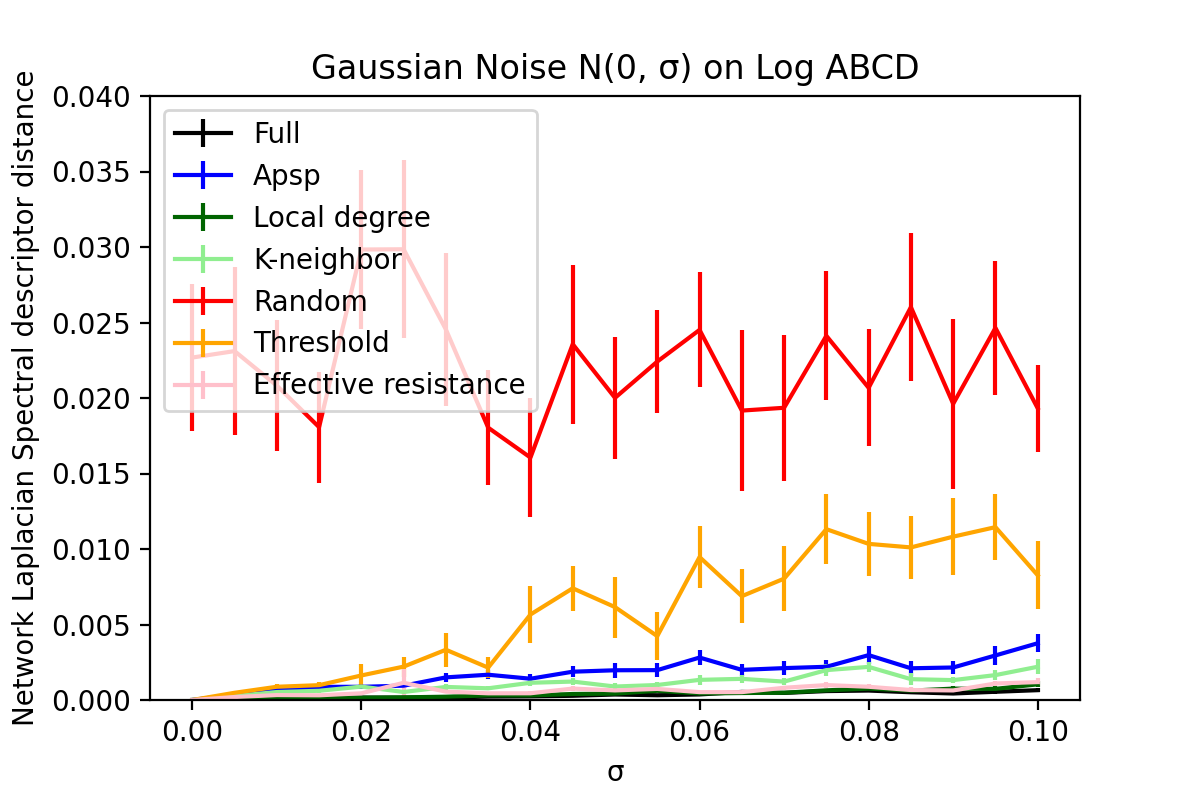 Gaussian Noise N(0, σ) on Log ABCD
Network Laplacian Spectral descriptor distance
0.040
0.035
0.030
0.025
0.020
0.015
0.010
0.005
0.000
Full
Apsp
Local degree
K-neighbor
Random
Threshold
Effective resistance
0.00 0.02 0.04 0.06 0.08 0.10
σ